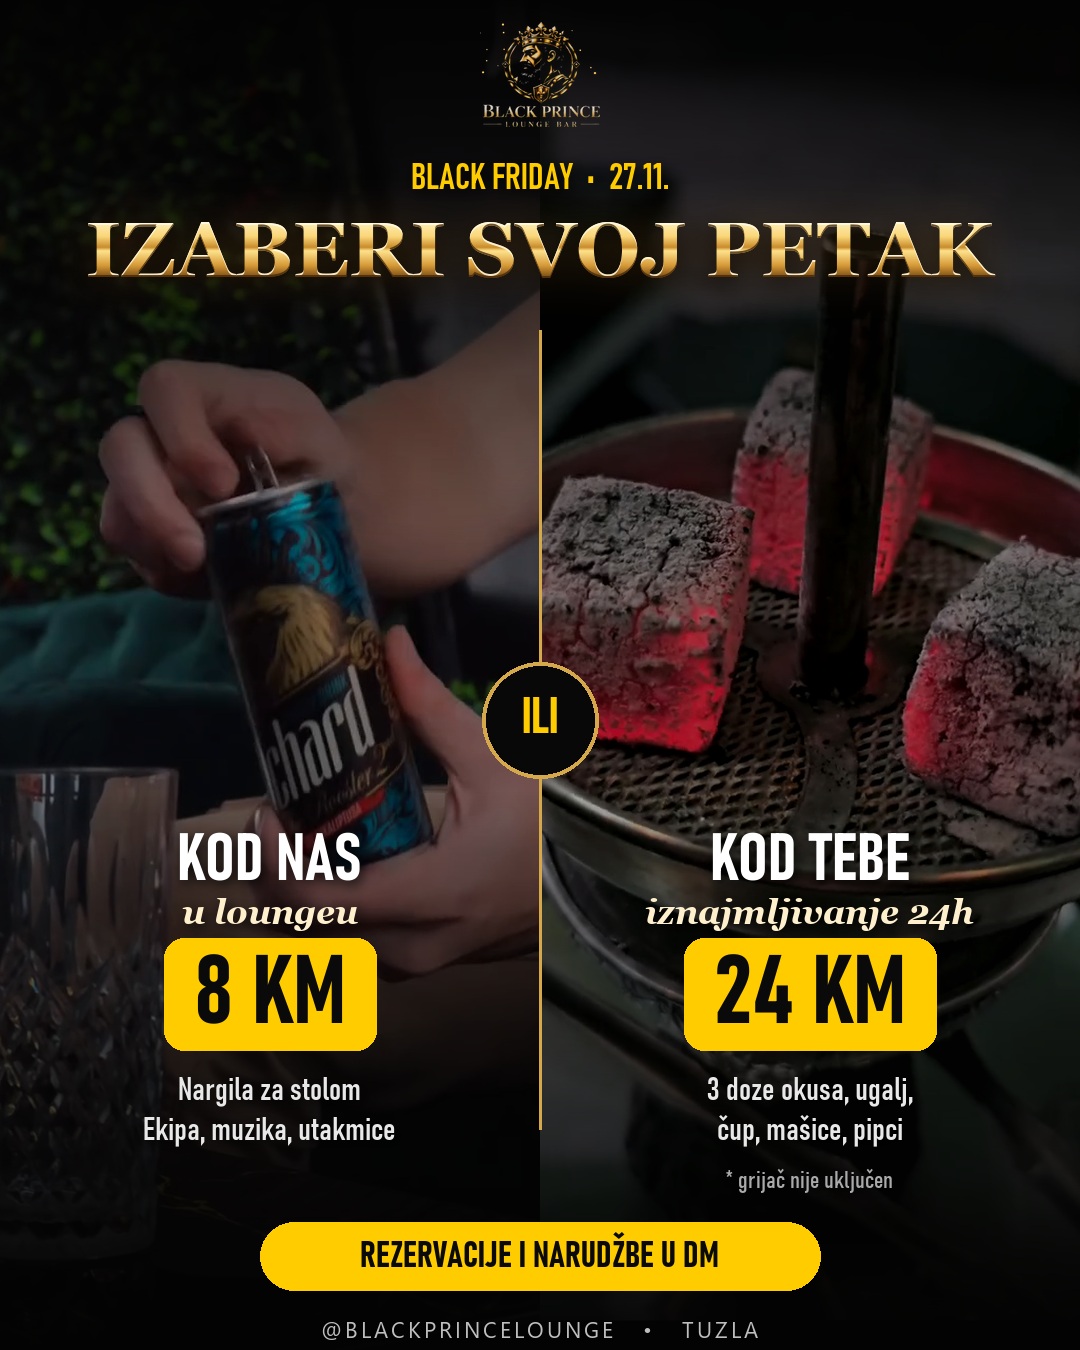 BLACK PRINCE
LOUNGE BAR
BLACK FRIDAY · 27.11.
IZABERI SVOJ PETAK
chard
Booster
ILI
KOD NAS
u loungeu
8 KM
Nargila za stolom
Ekipa, muzika, utakmice
KOD TEBE
iznajmljivanje 24h
24 KM
3 doze okusa, ugalj,
čup, mašice, pipci
* grijač nije uključen
REZERVACIJE I NARUDŽBE U DM
@BLACKPRINCELOUNGE • TUZLA